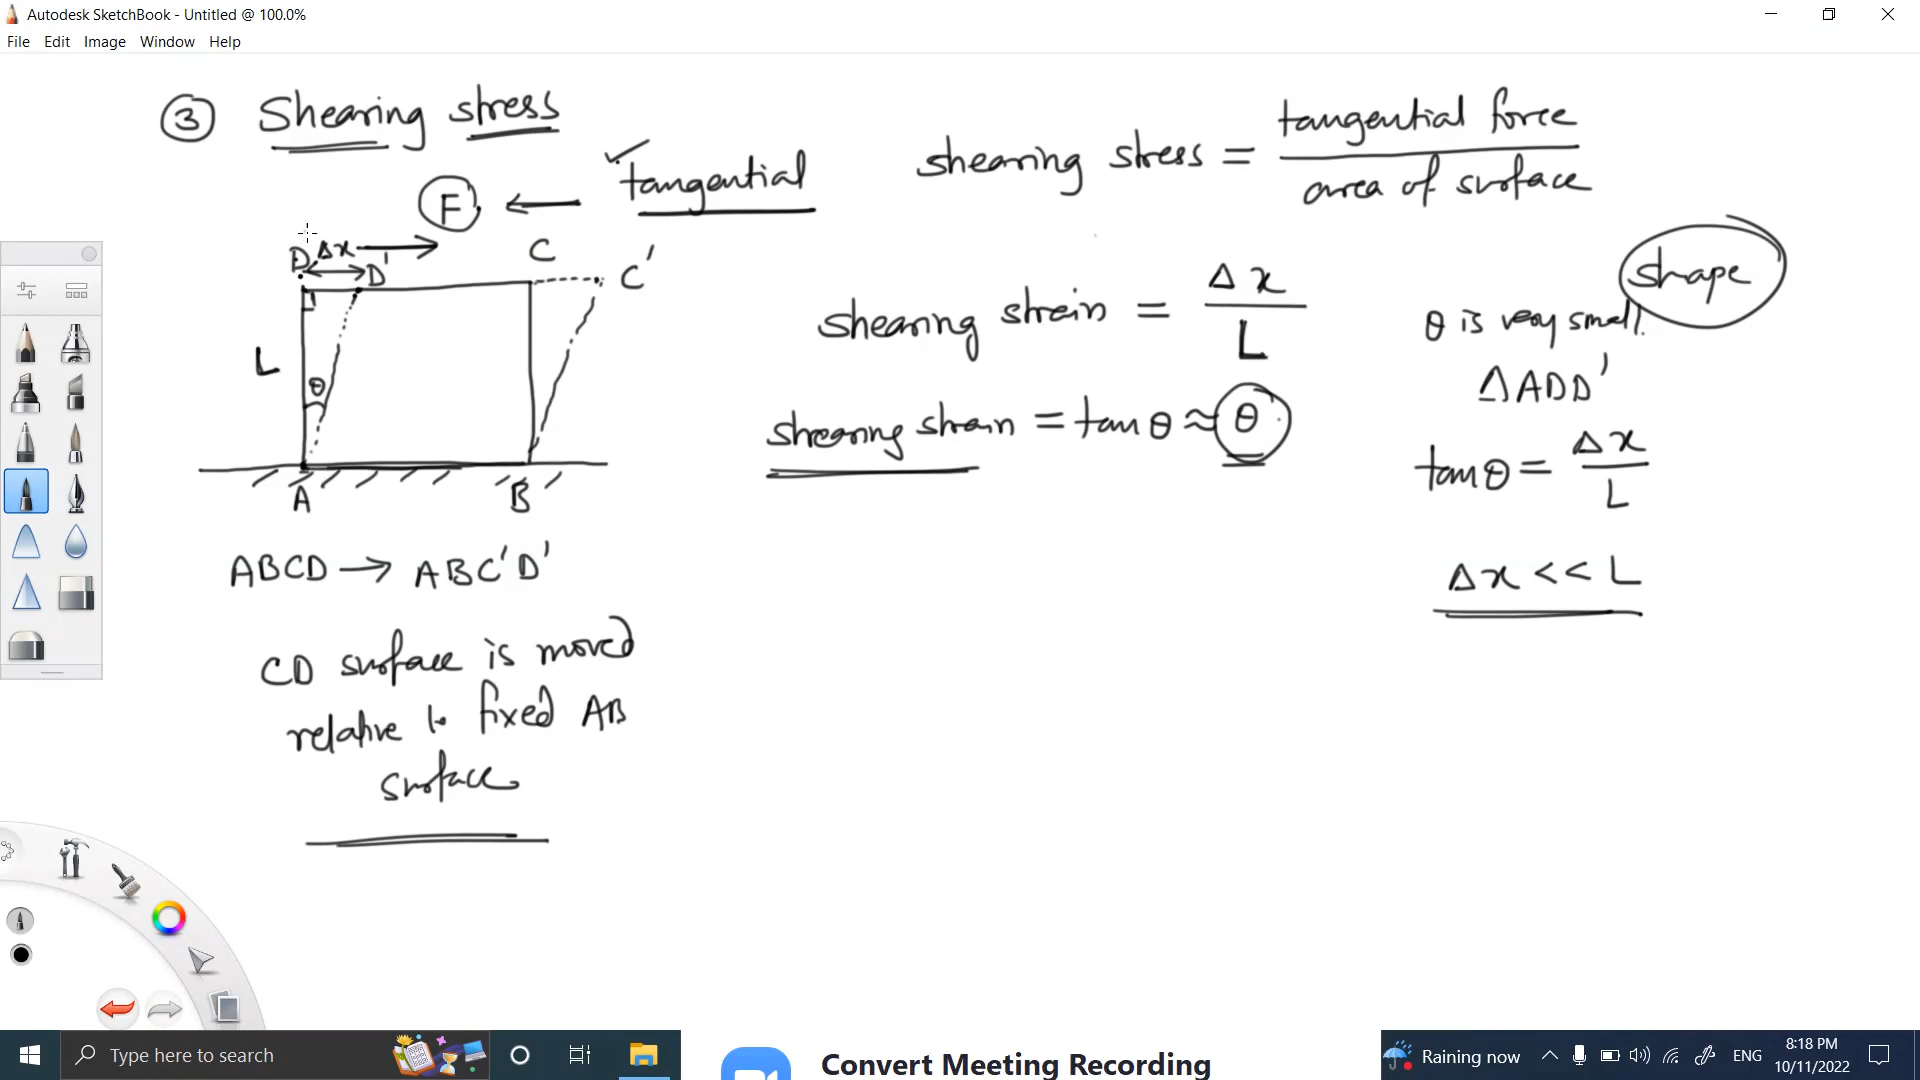 Autodesk SketchBook - Untitled @ 100.0%
File Edit Image Window Help
③ Shearing stress
tangential
F
D Δx D' C C'
L
θ
A B
ABCD → ABC'D'
CD surface is moved
relative to fixed AB
surface
shearing stress = tangential force
area of surface
shearing strain = Δx
L
shearing strain = tan θ ≈ θ
shape
θ is very small.
Δ ADD'
tan θ = Δx
L
Δx << L
Type here to search
Convert Meeting Recording
Raining now
ENG
8:18 PM
10/11/2022